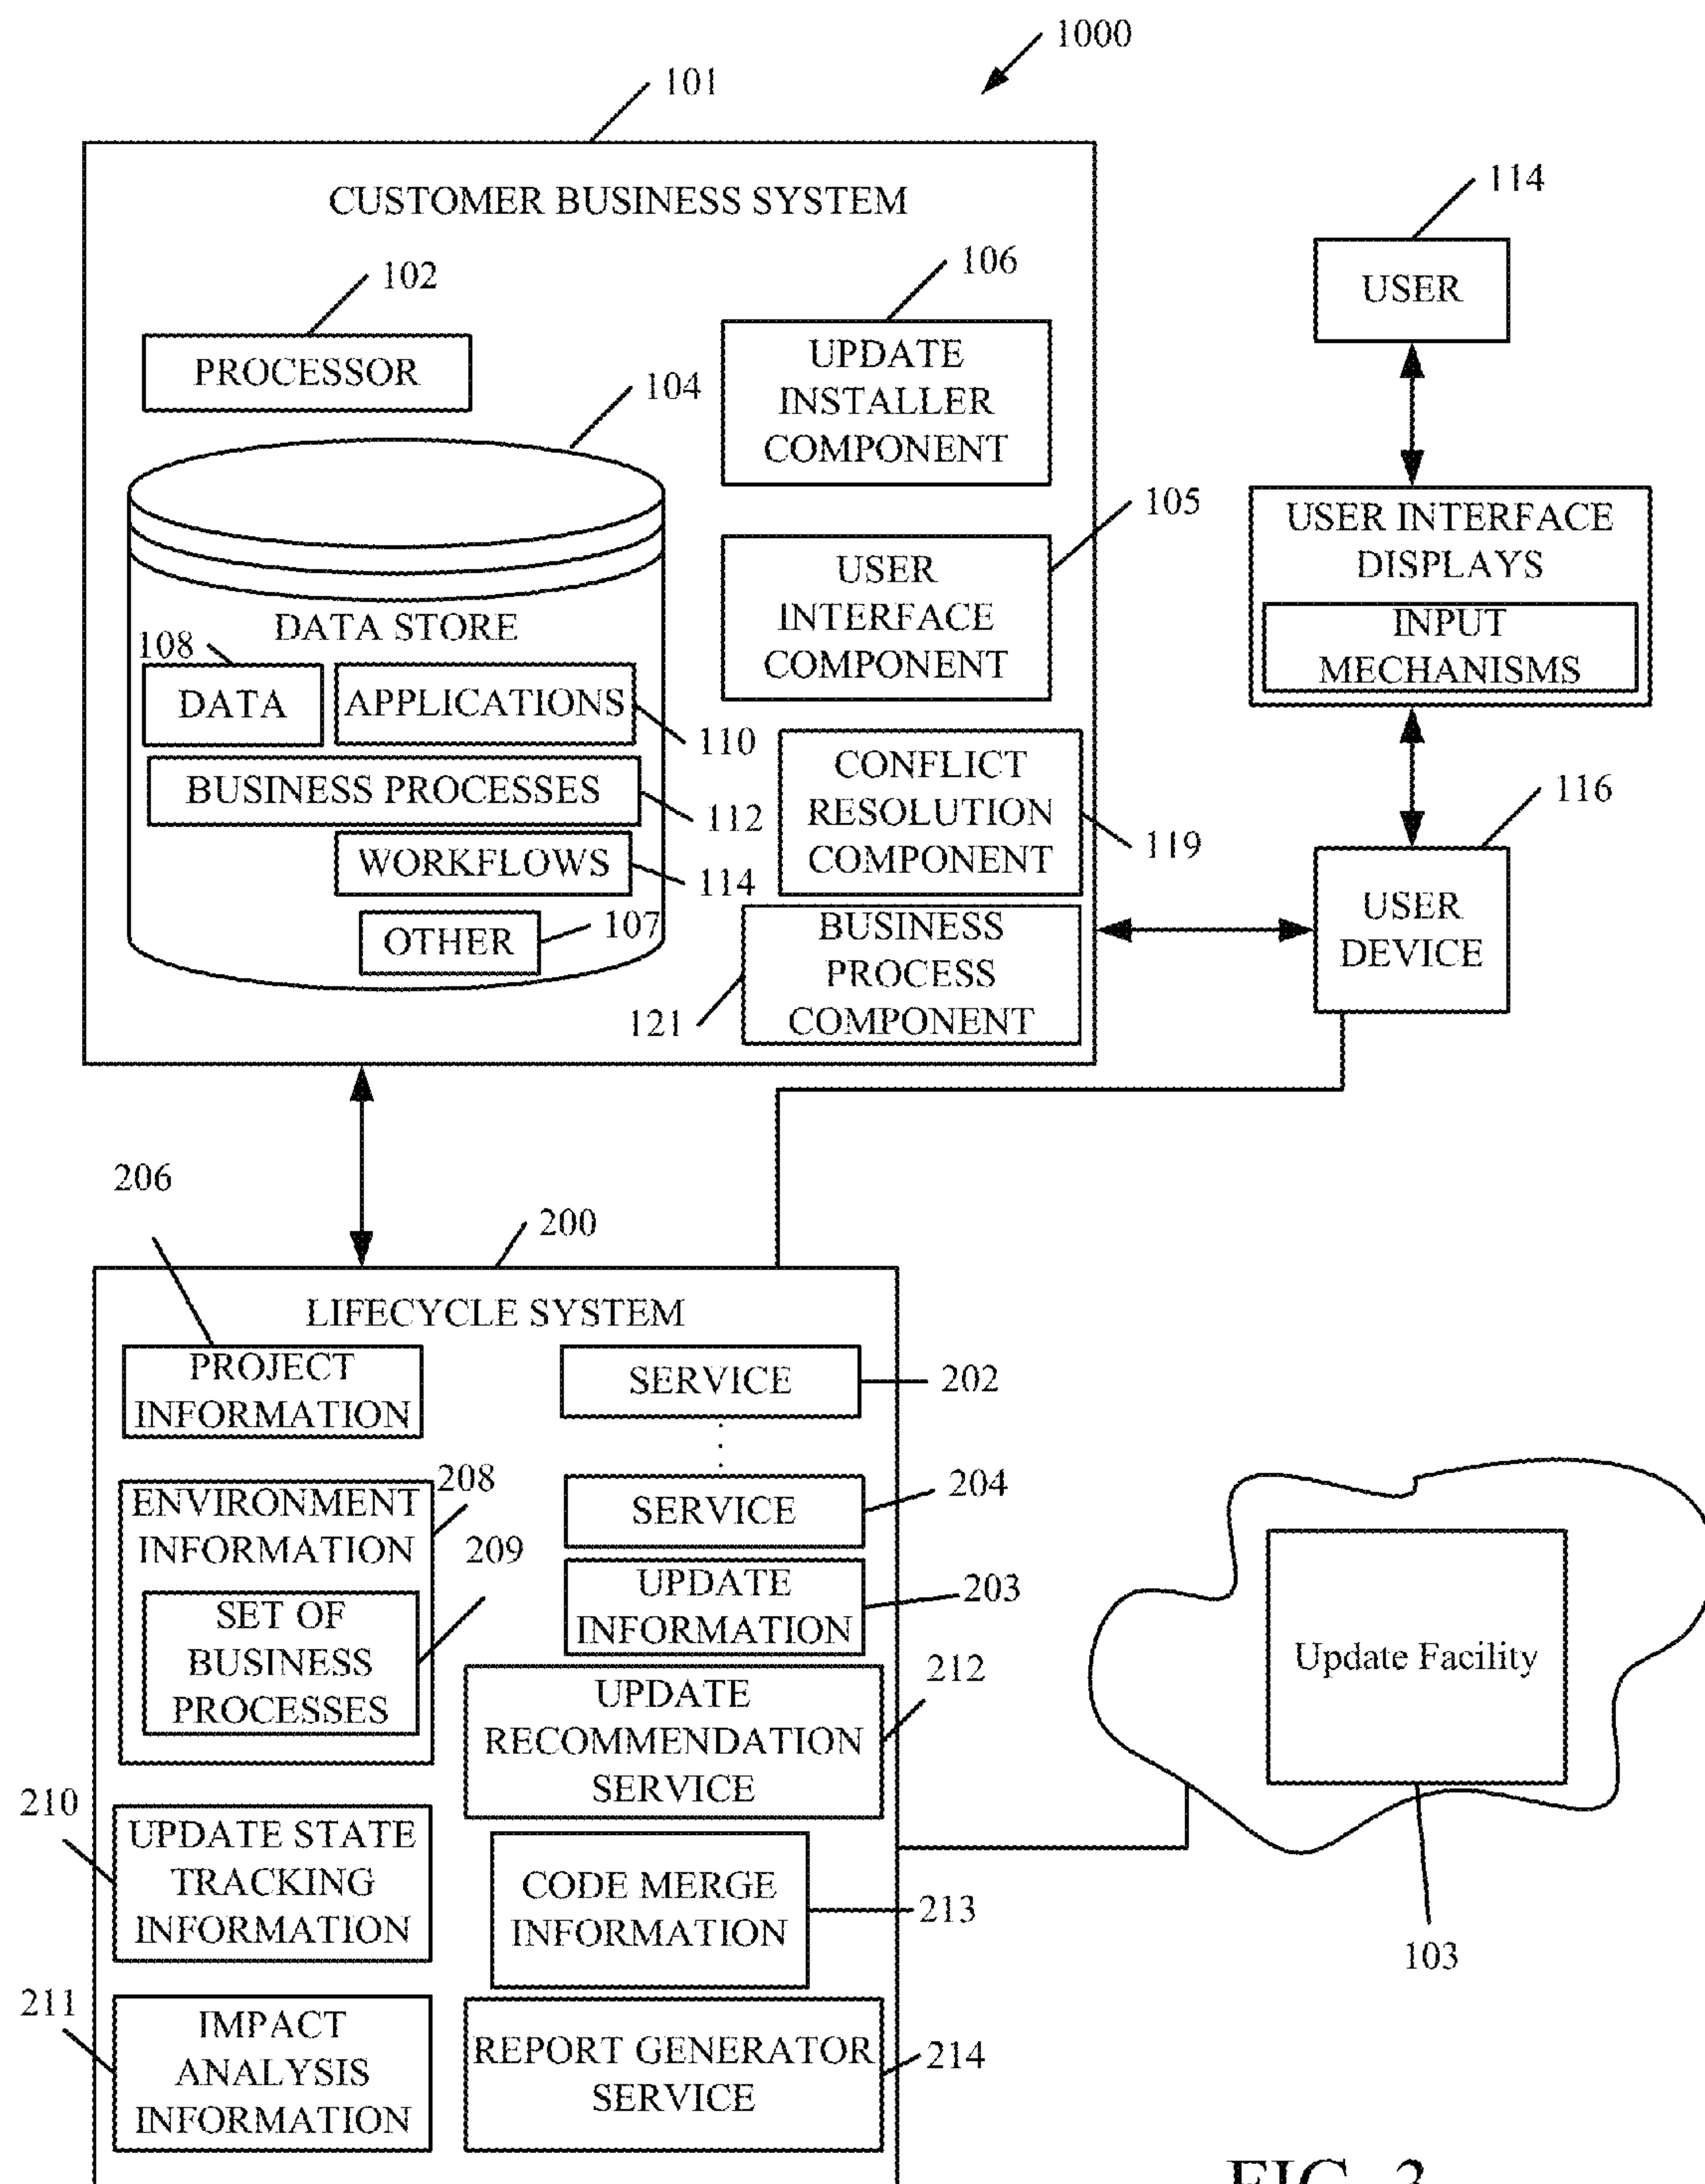 1000
101
CUSTOMER BUSINESS SYSTEM
102
PROCESSOR
104
DATA STORE
108
DATA
APPLICATIONS
110
BUSINESS PROCESSES
112
WORKFLOWS
114
OTHER
107
106
UPDATE
INSTALLER
COMPONENT
105
USER
INTERFACE
COMPONENT
CONFLICT
RESOLUTION
COMPONENT
119
BUSINESS
PROCESS
COMPONENT
121
114
USER
USER INTERFACE
DISPLAYS
INPUT
MECHANISMS
116
USER
DEVICE
206
200
LIFECYCLE SYSTEM
PROJECT
INFORMATION
SERVICE
202
208
ENVIRONMENT
INFORMATION
209
SET OF
BUSINESS
PROCESSES
SERVICE
204
UPDATE
INFORMATION
203
212
UPDATE
RECOMMENDATION
SERVICE
210
UPDATE STATE
TRACKING
INFORMATION
CODE MERGE
INFORMATION
213
211
IMPACT
ANALYSIS
INFORMATION
REPORT GENERATOR
SERVICE
214
Update Facility
103
FIG. 3